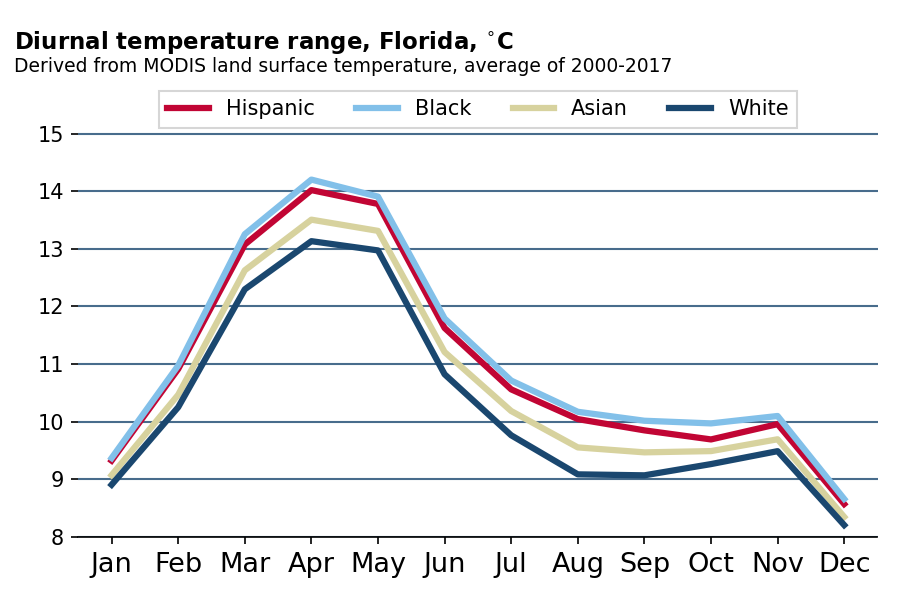 Diurnal temperature range, Florida, °C
Derived from MODIS land surface temperature, average of 2000-2017
Hispanic Black Asian White
15
14
13
12
11
10
9
8
Jan Feb Mar Apr May Jun Jul Aug Sep Oct Nov Dec